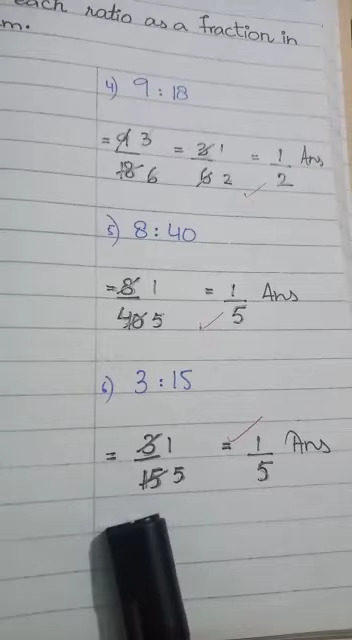 each ratio as a fraction in
m.
4) 9 : 18
= 9 3 / 18 6 = 3 1 / 6 2 = 1/2 Ans
5) 8 : 40
= 8 1 / 40 5 = 1/5 Ans
6) 3 : 15
= 3 1 / 15 5 = 1/5 Ans